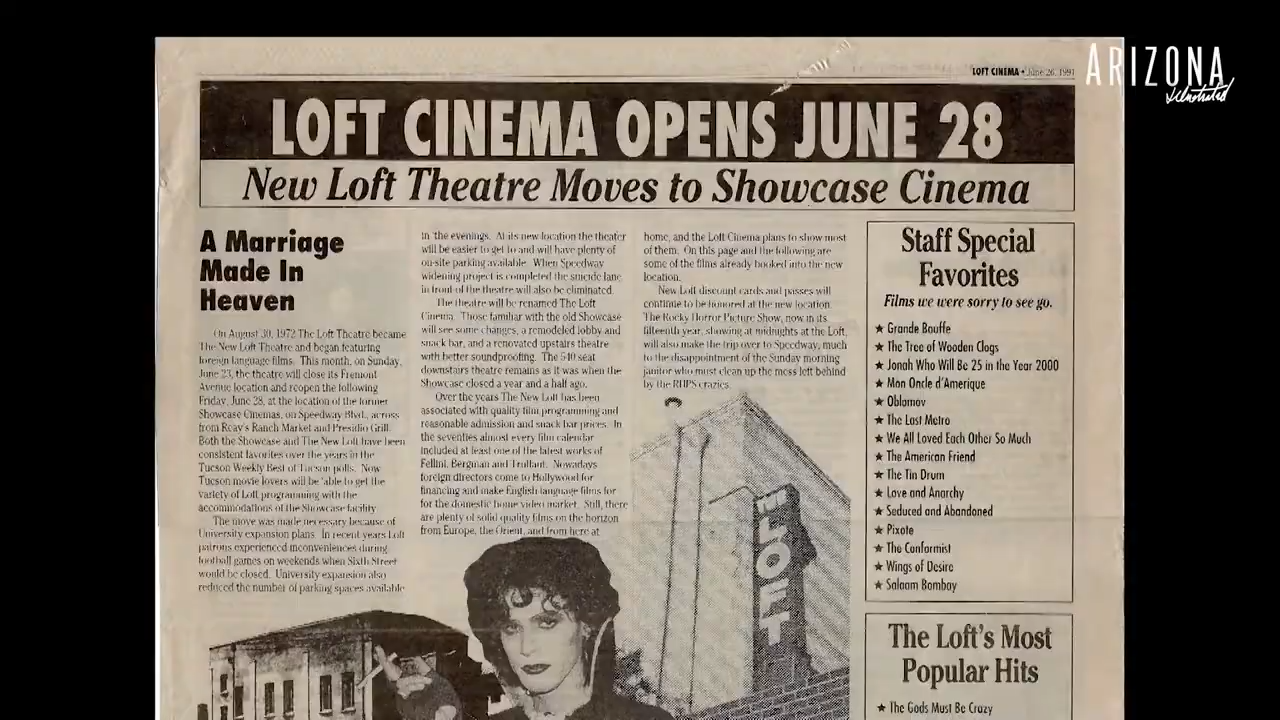 ARIZONA
Illustrated
LOFT CINEMA • June 26, 1991
LOFT CINEMA OPENS JUNE 28
New Loft Theatre Moves to Showcase Cinema
A Marriage
Made In
Heaven
On August 30, 1972 The Loft Theatre became
The New Loft Theatre and began featuring
foreign language films. This month, on Sunday,
June 23, the theatre will close its Fremont
Avenue location and reopen the following
Friday, June 28, at the location of the former
Showcase Cinemas, on Speedway Blvd., across
from Reay's Ranch Market and Presidio Grill.
Both the Showcase and The New Loft have been
consistent favorites over the years in the
Tucson Weekly Best of Tucson polls. Now
Tucson movie lovers will be able to get the
variety of Loft programming with the
accommodations of the Showcase facility.
The move was made necessary because of
University expansion plans. In recent years Loft
patrons experienced inconveniences during
football games on weekends when Sixth Street
would be closed. University expansion also
reduced the number of parking spaces available
in the evenings. At its new location the theater
will be easier to get to and will have plenty of
on-site parking available. When Speedway
widening project is completed the suicide lane
in front of the theatre will also be eliminated.
The theatre will be renamed The Loft
Cinema. Those familiar with the old Showcase
will see some changes, a remodeled lobby and
snack bar, and a renovated upstairs theatre
with better soundproofing. The 540 seat
downstairs theatre remains as it was when the
Showcase closed a year and a half ago.
Over the years The New Loft has been
associated with quality film programming and
reasonable admission and snack bar prices. In
the seventies almost every film calendar
included at least one of the latest works of
Fellini, Bergman and Truffaut. Nowadays
foreign directors come to Hollywood for
financing and make English language films for
for the domestic home video market. Still, there
are plenty of solid quality films on the horizon
from Europe, the Orient, and from here at
home, and the Loft Cinema plans to show most
of them. On this page and the following are
some of the films already booked into the new
location.
New Loft discount cards and passes will
continue to be honored at the new location.
The Rocky Horror Picture Show, now in its
fifteenth year, showing at midnights at the Loft,
will also make the trip over to Speedway, much
to the disappointment of the Sunday morning
janitor who must clean up the mess left behind
by the RHPS crazies.
THE LOFT
Staff Special
Favorites
Films we were sorry to see go.
★ Grande Bouffe
★ The Tree of Wooden Clogs
★ Jonah Who Will Be 25 in the Year 2000
★ Mon Oncle d'Amerique
★ Oblomov
★ The Last Metro
★ We All Loved Each Other So Much
★ The American Friend
★ The Tin Drum
★ Love and Anarchy
★ Seduced and Abandoned
★ Pixote
★ The Conformist
★ Wings of Desire
★ Salaam Bombay
The Loft's Most
Popular Hits
★ The Gods Must Be Crazy